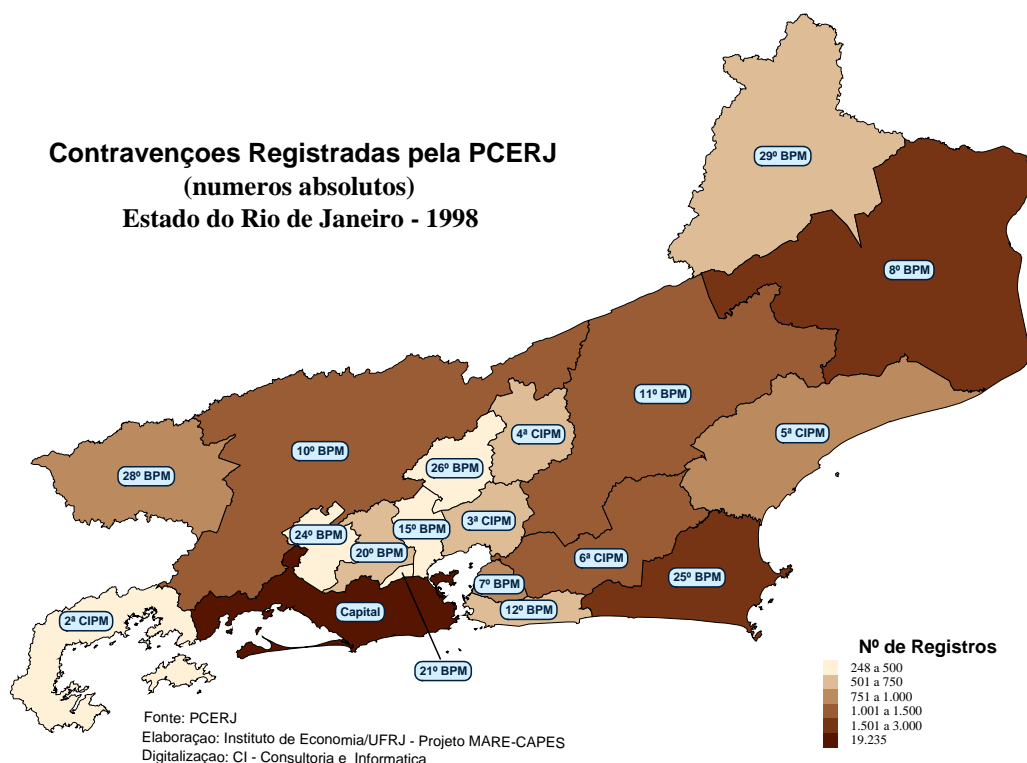 Contravençoes Registradas pela PCERJ
(numeros absolutos)
Estado do Rio de Janeiro - 1998
29º BPM
8º BPM
11º BPM
4ª CIPM
5ª CIPM
10º BPM
26º BPM
28º BPM
3ª CIPM
15º BPM
24º BPM
20º BPM
6ª CIPM
7º BPM
25º BPM
12º BPM
Capital
2ª CIPM
21º BPM
Nº de Registros
248 a 500
501 a 750
751 a 1.000
1.001 a 1.500
1.501 a 3.000
19.235
Fonte: PCERJ
Elaboraçao: Instituto de Economia/UFRJ - Projeto MARE-CAPES
Digitalizaçao: CI - Consultoria e Informatica